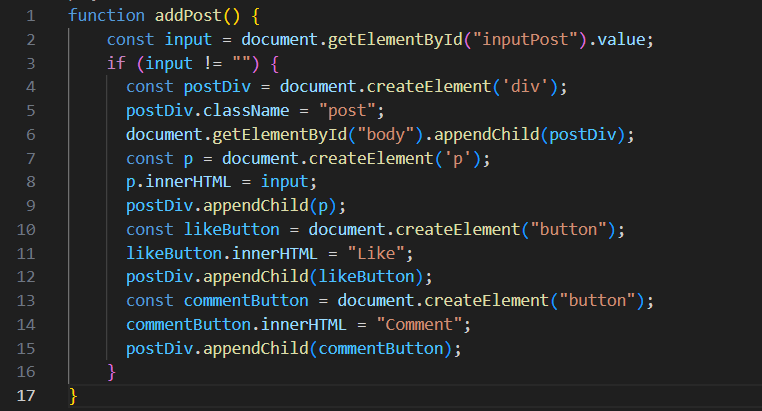 1 function addPost() {
2 const input = document.getElementById("inputPost").value;
3 if (input != "") {
4 const postDiv = document.createElement('div');
5 postDiv.className = "post";
6 document.getElementById("body").appendChild(postDiv);
7 const p = document.createElement('p');
8 p.innerHTML = input;
9 postDiv.appendChild(p);
10 const likeButton = document.createElement("button");
11 likeButton.innerHTML = "Like";
12 postDiv.appendChild(likeButton);
13 const commentButton = document.createElement("button");
14 commentButton.innerHTML = "Comment";
15 postDiv.appendChild(commentButton);
16 }
17 }